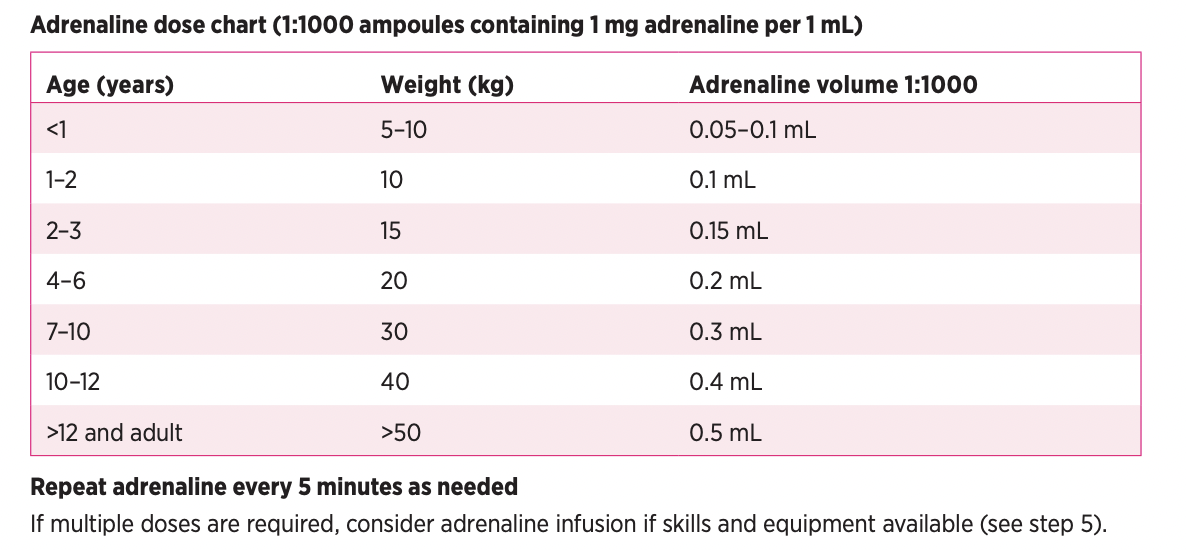 Adrenaline dose chart (1:1000 ampoules containing 1 mg adrenaline per 1 mL)
Age (years) Weight (kg) Adrenaline volume 1:1000
<1 5–10 0.05–0.1 mL
1–2 10 0.1 mL
2–3 15 0.15 mL
4–6 20 0.2 mL
7–10 30 0.3 mL
10–12 40 0.4 mL
>12 and adult >50 0.5 mL
Repeat adrenaline every 5 minutes as needed
If multiple doses are required, consider adrenaline infusion if skills and equipment available (see step 5).